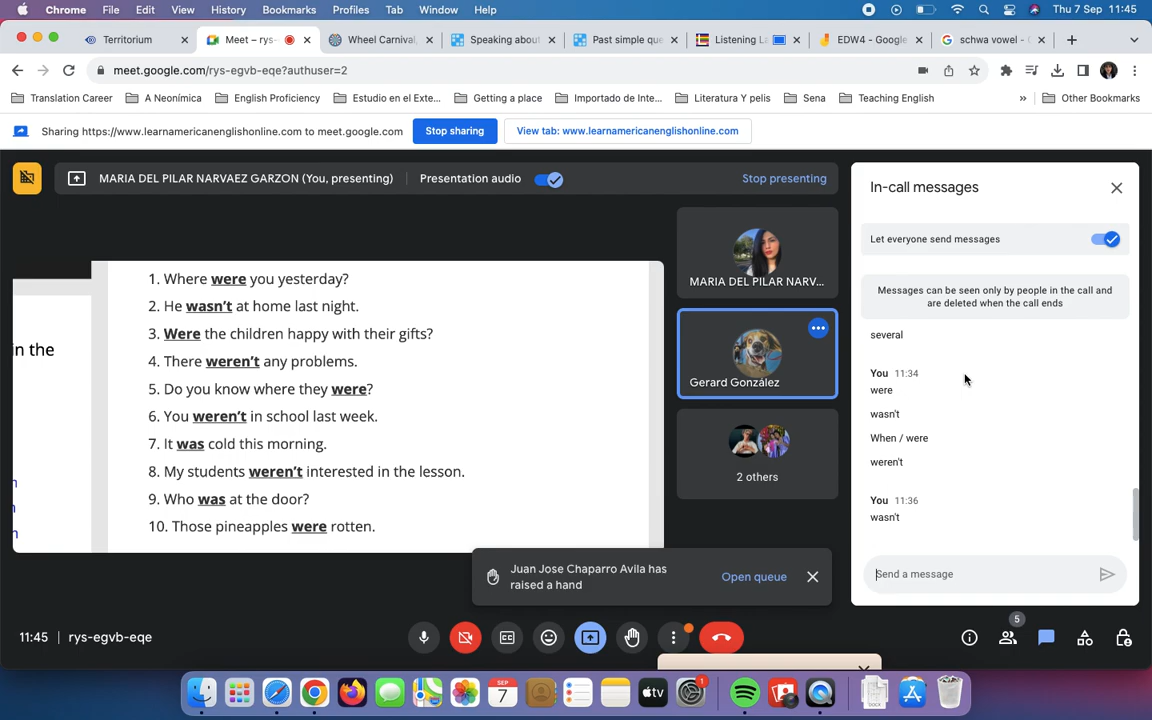 Chrome File Edit View History Bookmarks Profiles Tab Window Help Thu 7 Sep 11:45
Territorium Meet – rys- Wheel Carnival, Speaking about Past simple que Listening La EDW4 - Google schwa vowel - G
meet.google.com/rys-egvb-eqe?authuser=2
Translation Career A Neonímica English Proficiency Estudio en el Exte... Getting a place Importado de Inte... Literatura Y pelis Sena Teaching English » Other Bookmarks
Sharing https://www.learnamericanenglishonline.com to meet.google.com Stop sharing View tab: www.learnamericanenglishonline.com
MARIA DEL PILAR NARVAEZ GARZON (You, presenting) Presentation audio Stop presenting
in the
1. Where were you yesterday?
2. He wasn't at home last night.
3. Were the children happy with their gifts?
4. There weren't any problems.
5. Do you know where they were?
6. You weren't in school last week.
7. It was cold this morning.
8. My students weren't interested in the lesson.
9. Who was at the door?
10. Those pineapples were rotten.
MARIA DEL PILAR NARV...
Gerard González
2 others
In-call messages
Let everyone send messages
Messages can be seen only by people in the call and
are deleted when the call ends
several
You 11:34
were
wasn't
When / were
weren't
You 11:36
wasn't
Send a message
Juan Jose Chaparro Avila has
raised a hand
Open queue
11:45 | rys-egvb-eqe
5
SEP
7
tv
1
DOCX